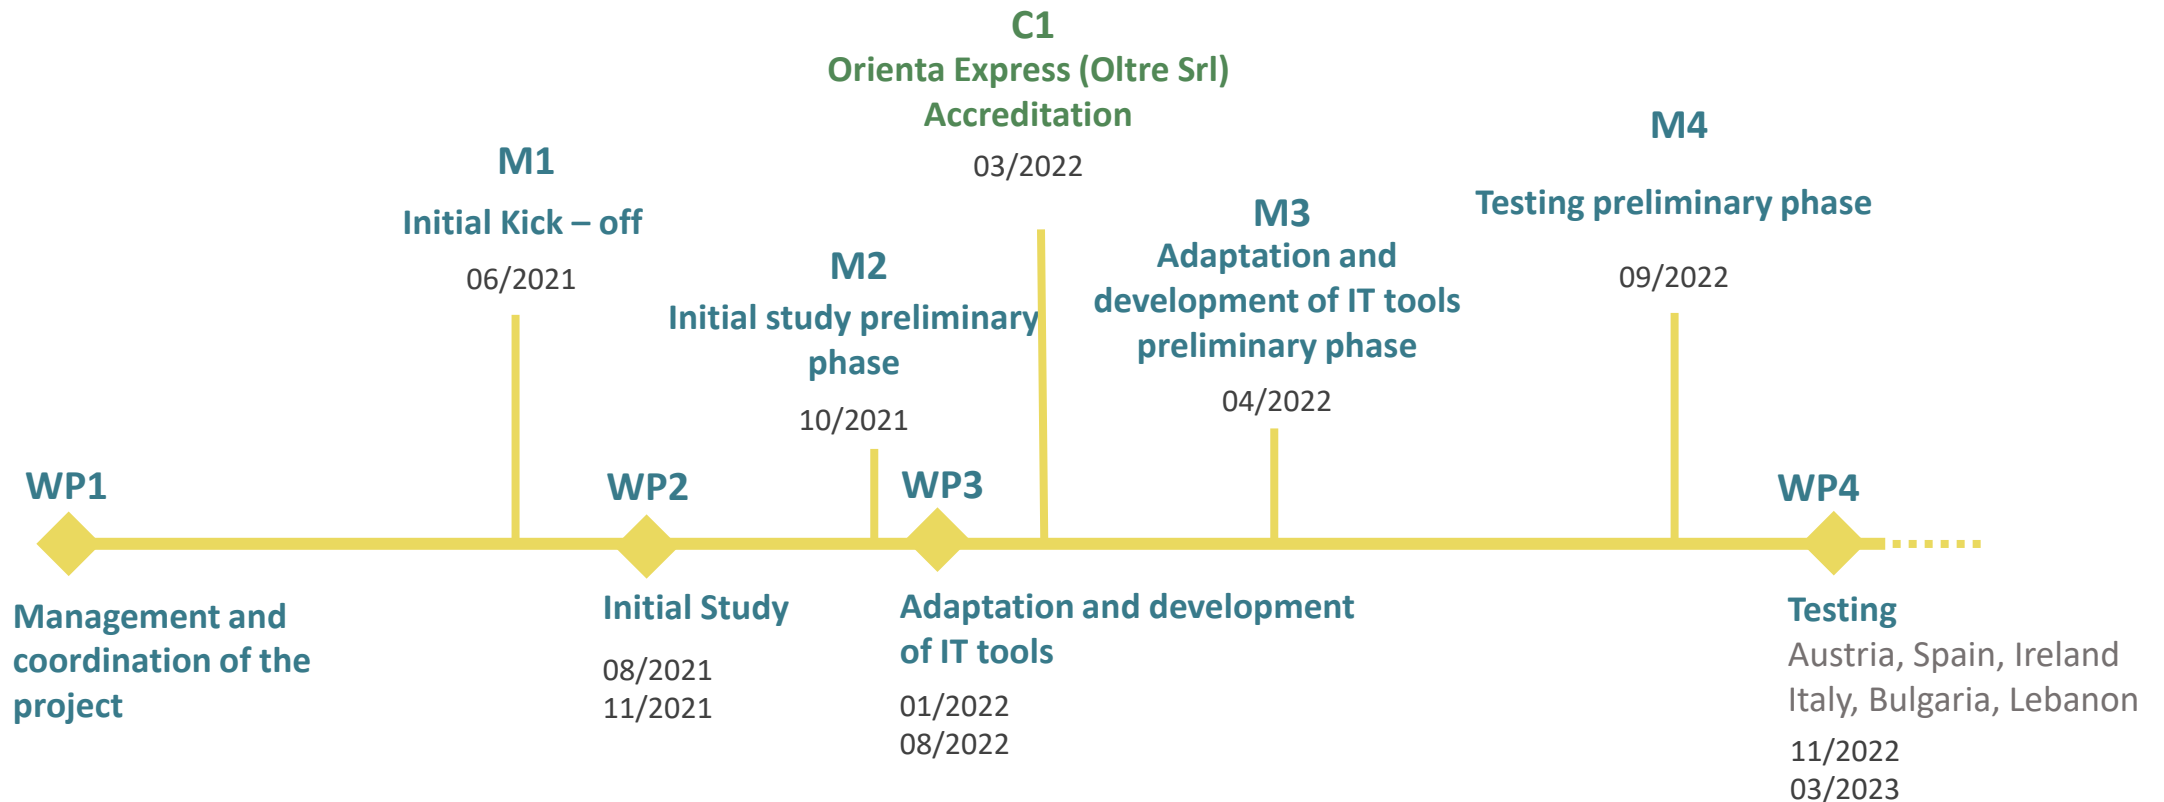 C1
Orienta Express (Oltre Srl)
Accreditation
03/2022
M1
Initial Kick – off
06/2021
M2
Initial study preliminary
phase
10/2021
M3
Adaptation and
development of IT tools
preliminary phase
04/2022
M4
Testing preliminary phase
09/2022
WP1
Management and
coordination of the
project
WP2
Initial Study
08/2021
11/2021
WP3
Adaptation and development
of IT tools
01/2022
08/2022
WP4
Testing
Austria, Spain, Ireland
Italy, Bulgaria, Lebanon
11/2022
03/2023